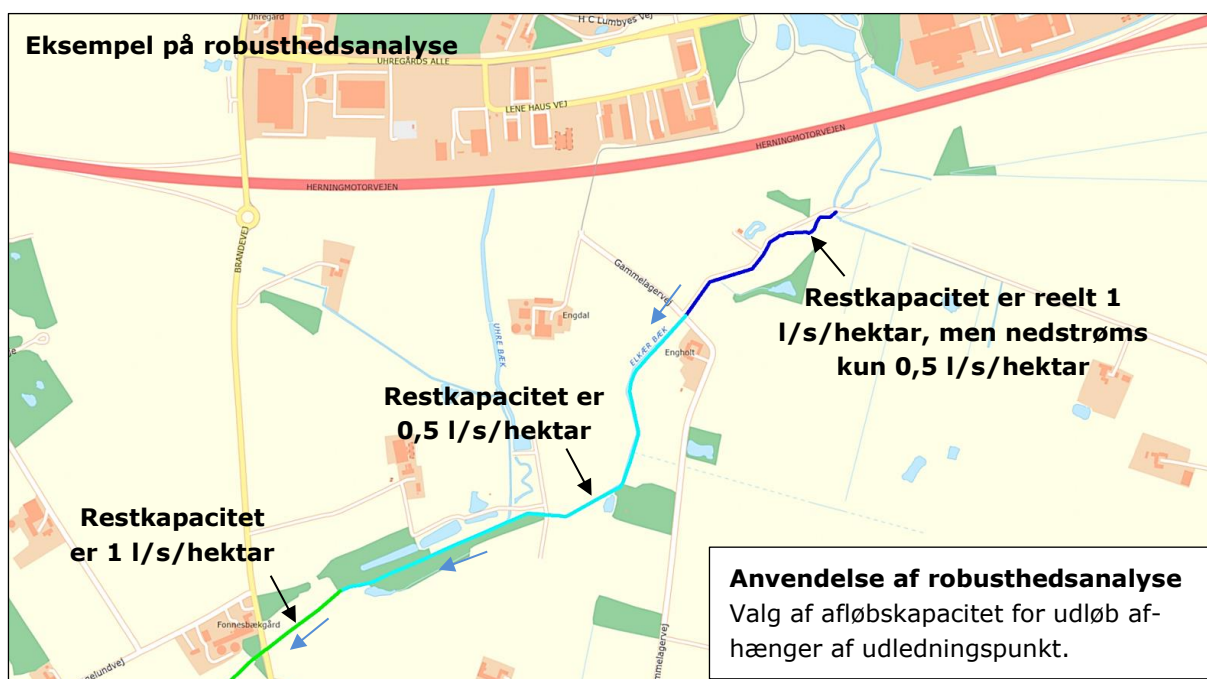 Uhregård
H C Lumbyes Vej
Eksempel på robusthedsanalyse
UHREGÅRDS ALLE
LENE HAUS VEJ
HERNINGMOTORVEJEN
HERNINGMOTORVEJEN
BRANDEVEJ
Gammelagervej
Restkapacitet er reelt 1
l/s/hektar, men nedstrøms
kun 0,5 l/s/hektar
Engdal
UHRE BÆK
ELKÆR BÆK
Engholt
Restkapacitet er
0,5 l/s/hektar
Restkapacitet
er 1 l/s/hektar
Fonnesbækgård
elundvej
mmelagervej
Anvendelse af robusthedsanalyse
Valg af afløbskapacitet for udløb af-
hænger af udledningspunkt.